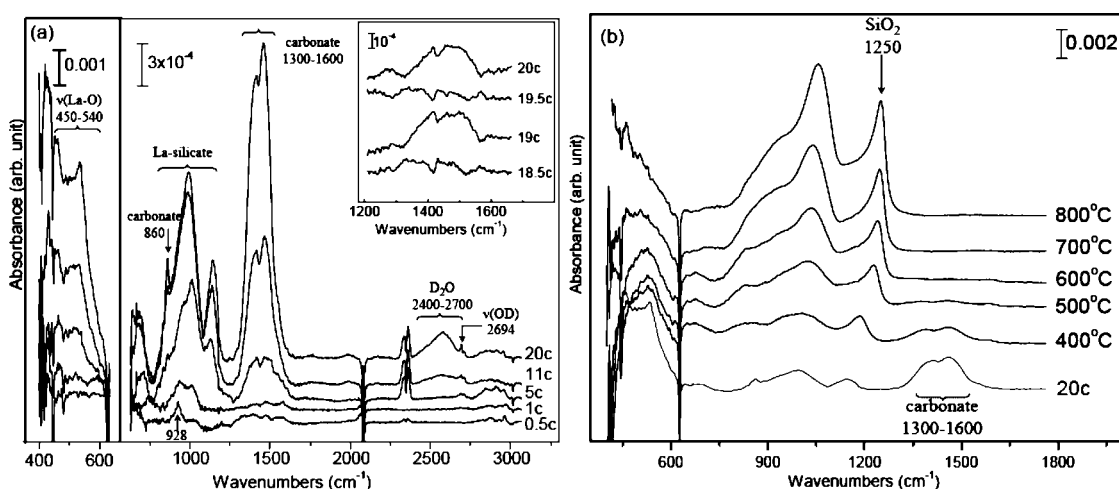 (a)
0.001
ν(La-O)
450-540
3x10⁻⁴
carbonate
1300-1600
La-silicate
carbonate
860
928
D₂O
2400-2700
ν(OD)
2694
20c
11c
5c
1c
0.5c
10⁻⁴
20c
19.5c
19c
18.5c
1200 1400 1600
Wavenumbers (cm⁻¹)
Absorbance (arb. unit)
400 600 1000 1500 2000 2500 3000
Wavenumbers (cm⁻¹)
(b)
SiO₂
1250
0.002
800°C
700°C
600°C
500°C
400°C
20c
carbonate
1300-1600
Absorbance (arb. unit)
600 900 1200 1500 1800
Wavenumbers (cm⁻¹)